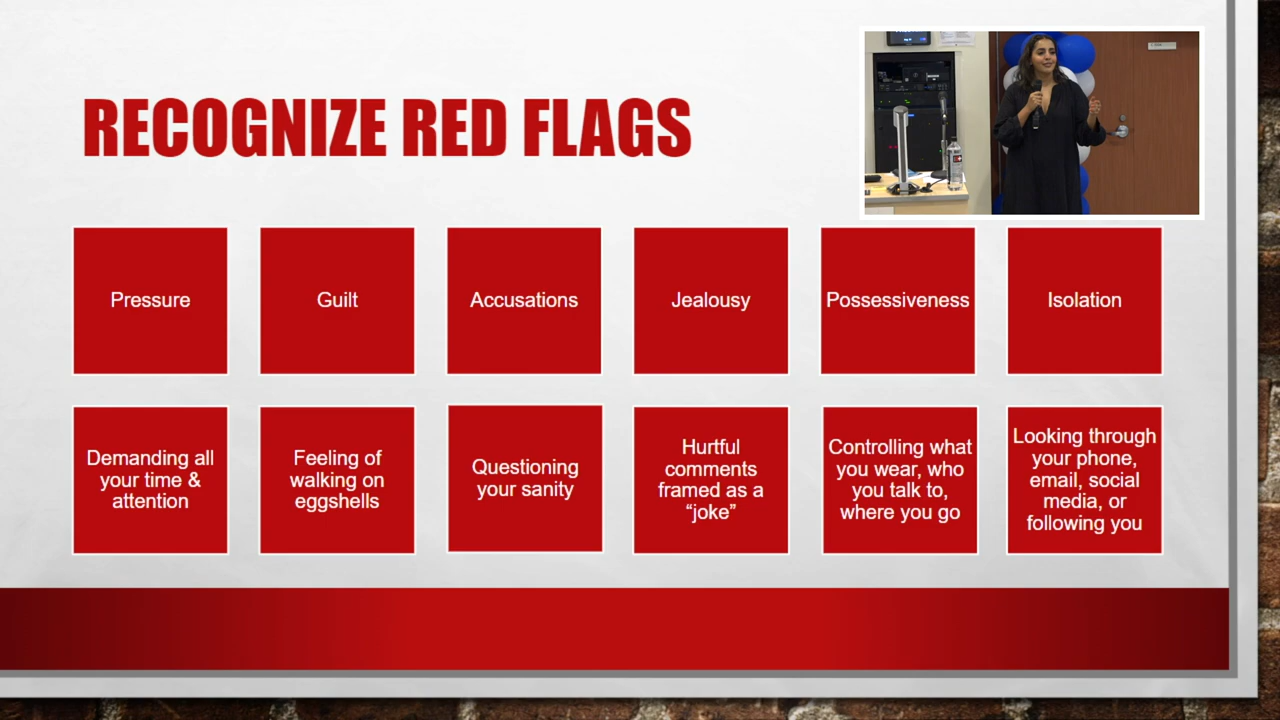 RECOGNIZE RED FLAGS
Pressure
Guilt
Accusations
Jealousy
Possessiveness
Isolation
Demanding all
your time &
attention
Feeling of
walking on
eggshells
Questioning
your sanity
Hurtful
comments
framed as a
“joke”
Controlling what
you wear, who
you talk to,
where you go
Looking through
your phone,
email, social
media, or
following you